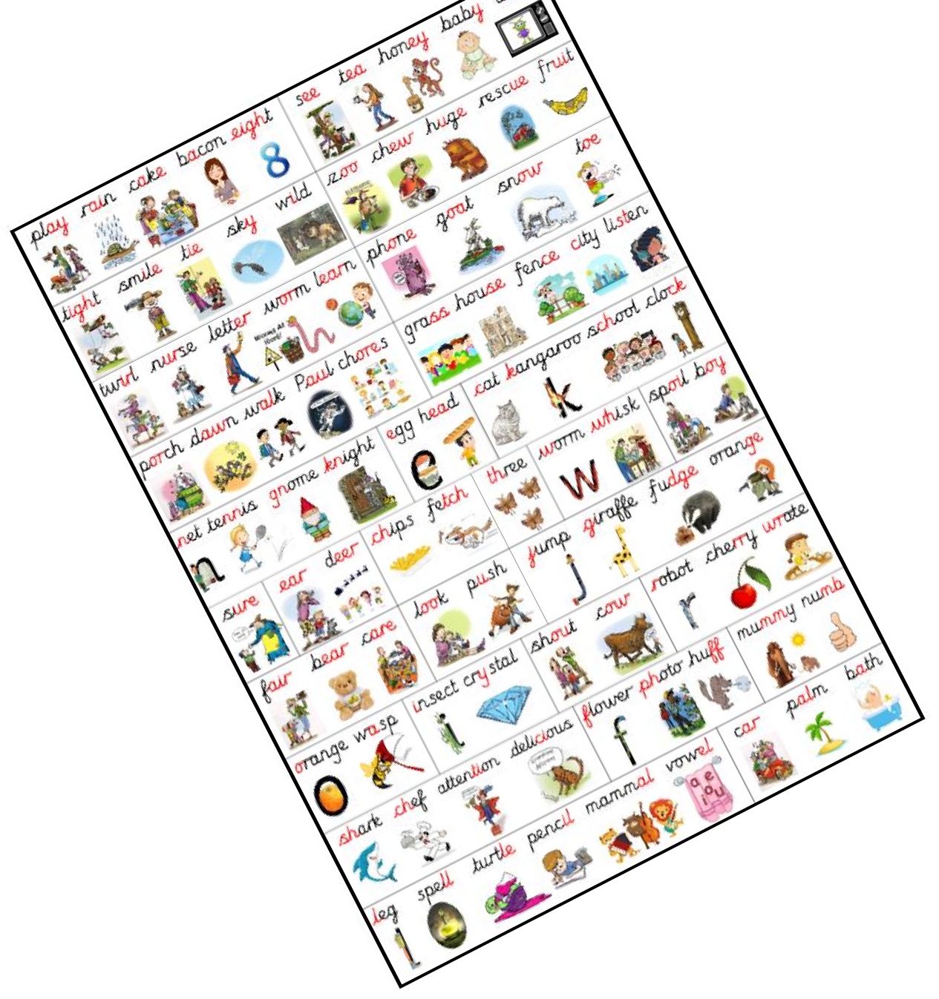 play rain cake bacon eight
see tea honey baby
tight smile tie sky wild
zoo chew huge rescue fruit
twirl nurse letter worm learn
phone goat snow toe
porch dawn walk Paul chores
grass house fence city listen
net tennis gnome knight
egg head
cat kangaroo school clock
sure
ear deer
chips fetch
three
worm whisk
spoil boy
fair bear care
look push
jump giraffe fudge orange
orange wasp
insect crystal
shout cow
robot cherry wrote
shark chef attention delicious
flower photo huff
mummy numb
leg spell turtle pencil mammal vowel
car palm bath